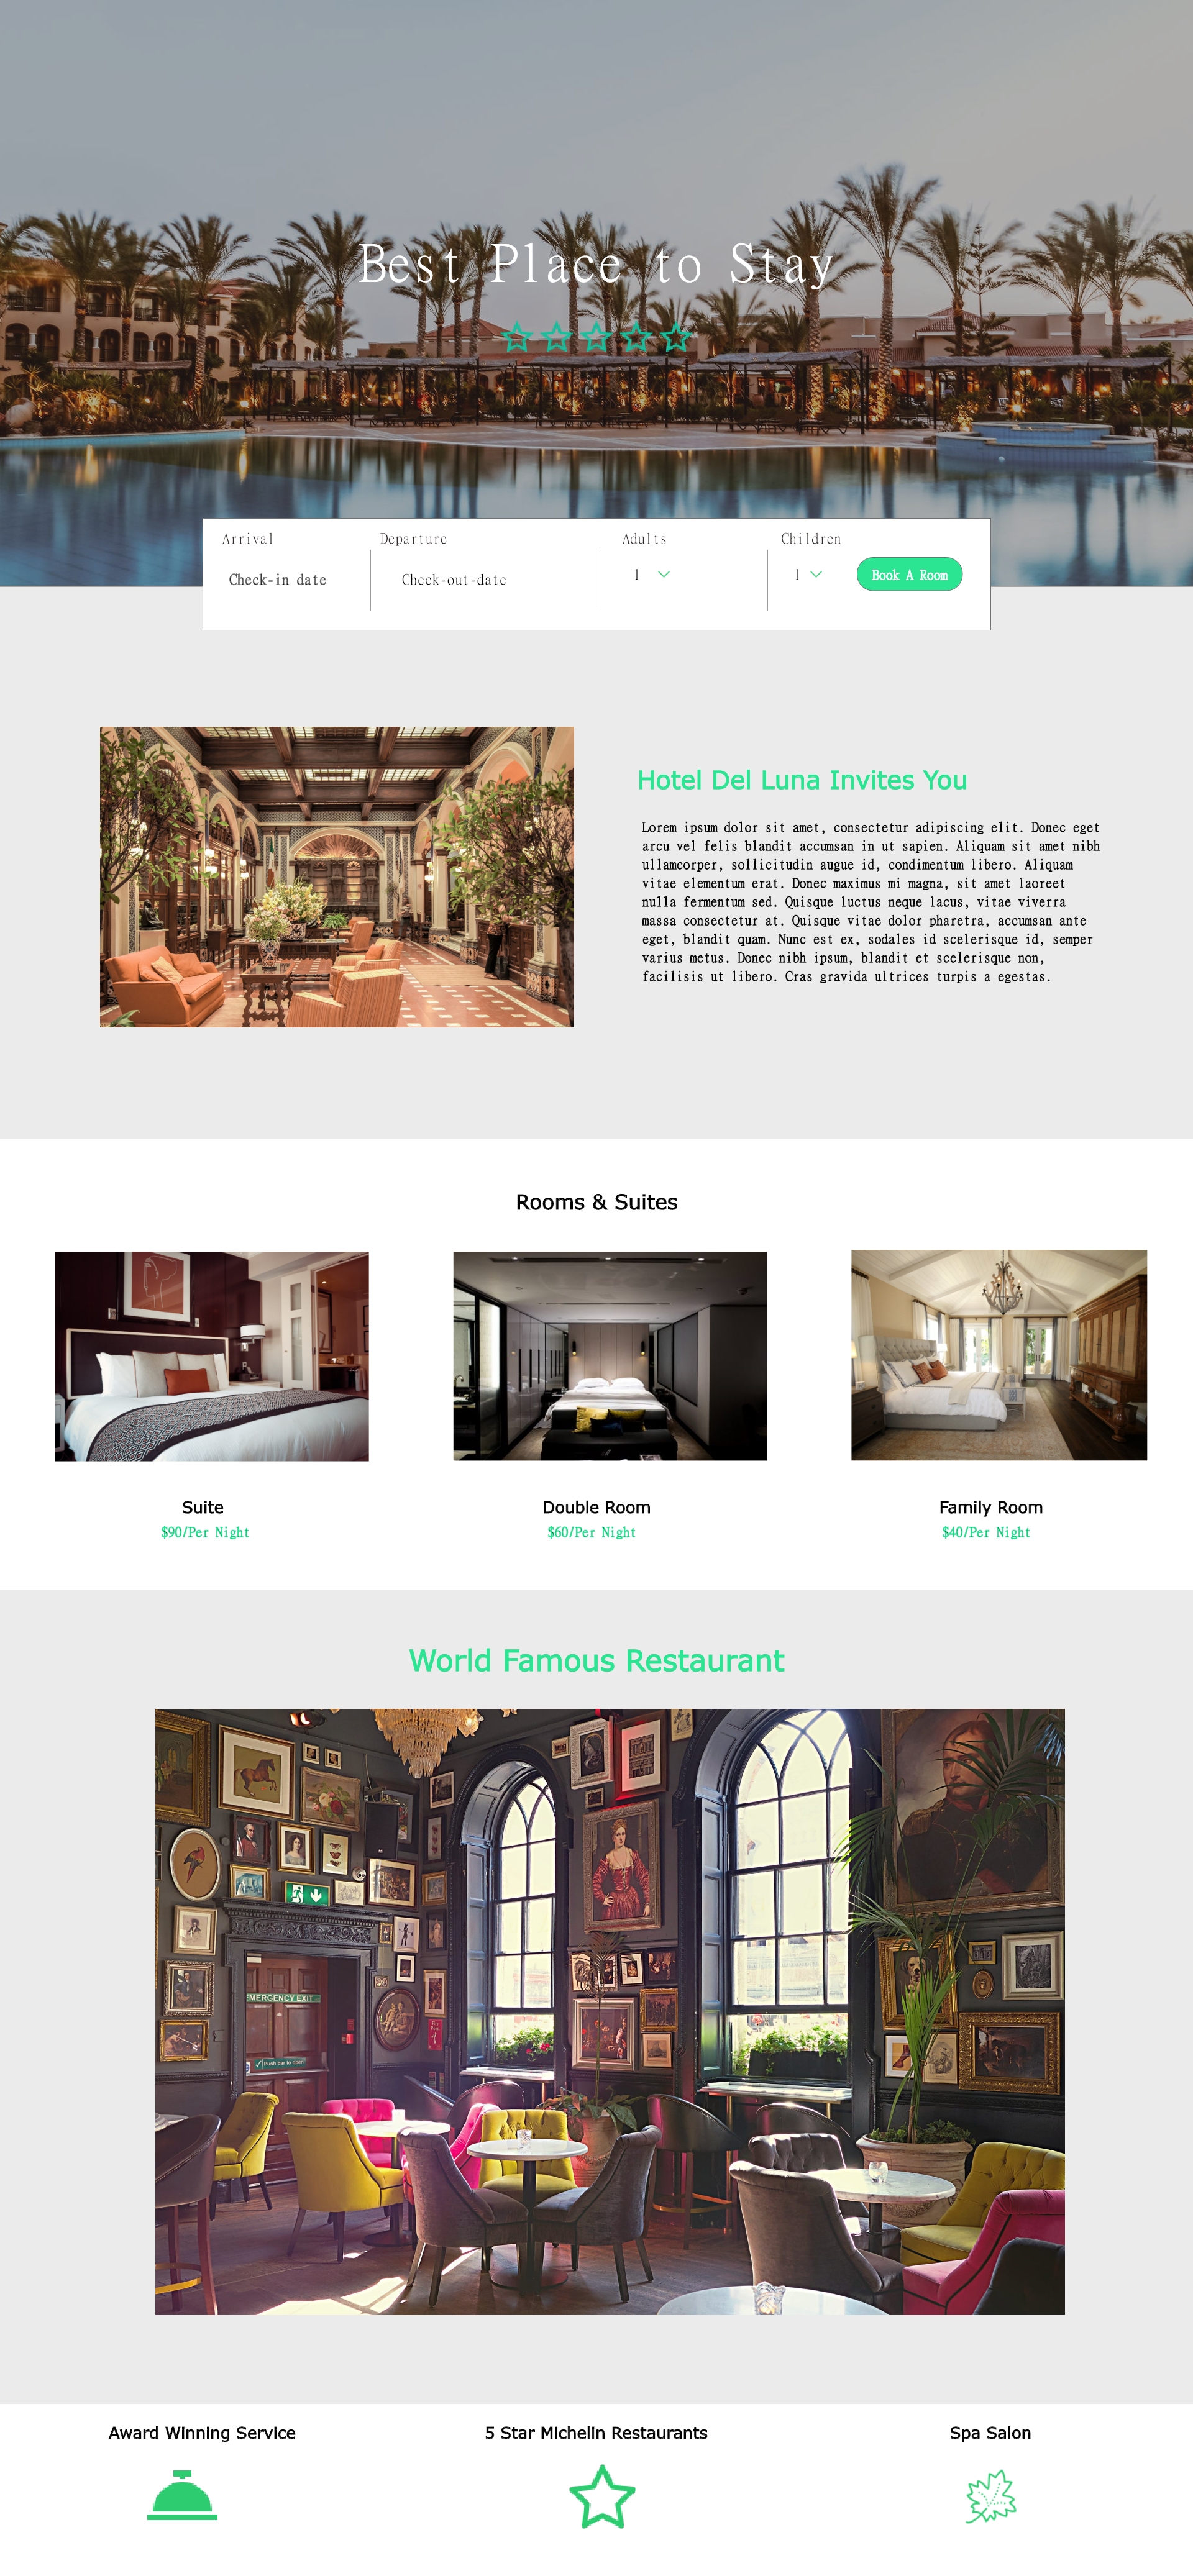 Best Place to Stay
Arrival
Departure
Adults
Children
Check-in date
Check-out-date
1
1
Book A Room
Hotel Del Luna Invites You
Lorem ipsum dolor sit amet, consectetur adipiscing elit. Donec eget
arcu vel felis blandit accumsan in ut sapien. Aliquam sit amet nibh
ullamcorper, sollicitudin augue id, condimentum libero. Aliquam
vitae elementum erat. Donec maximus mi magna, sit amet laoreet
nulla fermentum sed. Quisque luctus neque lacus, vitae viverra
massa consectetur at. Quisque vitae dolor pharetra, accumsan ante
eget, blandit quam. Nunc est ex, sodales id scelerisque id, semper
varius metus. Donec nibh ipsum, blandit et scelerisque non,
facilisis ut libero. Cras gravida ultrices turpis a egestas.
Rooms & Suites
Suite
Double Room
Family Room
$90/Per Night
$60/Per Night
$40/Per Night
World Famous Restaurant
EMERGENCY EXIT
Push bar to open
Award Winning Service
5 Star Michelin Restaurants
Spa Salon